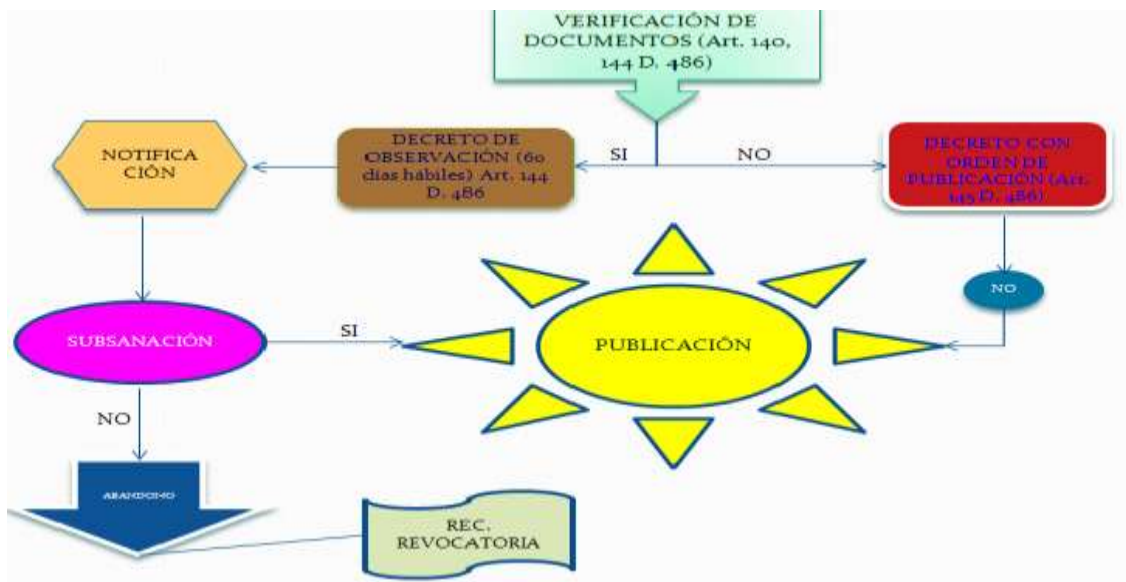 VERIFICACIÓN DE
DOCUMENTOS (Art. 140,
144 D. 486)
NOTIFICA
CIÓN
DECRETO DE
OBSERVACIÓN (60
días hábiles) Art. 144
D. 486
SI
NO
DECRETO CON
ORDEN DE
PUBLICACIÓN (Art.
145 D. 486)
NO
SUBSANACIÓN
SI
PUBLICACIÓN
NO
ABANDONO
REC.
REVOCATORIA